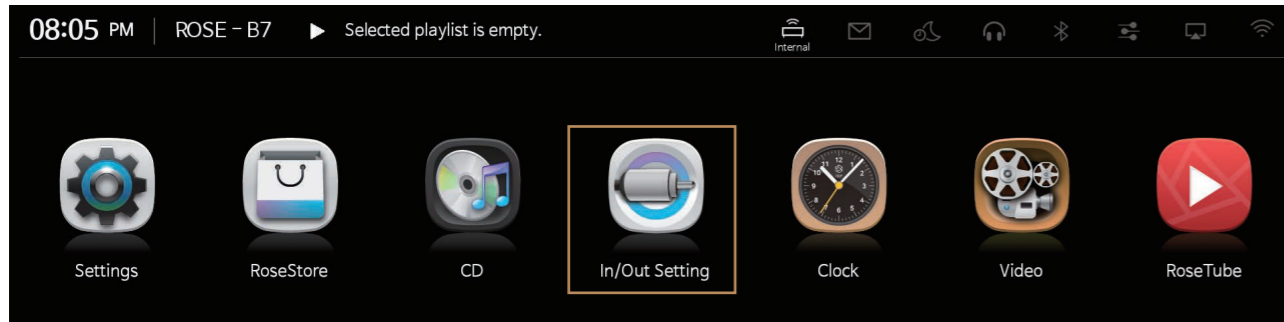 08:05 PM ROSE - B7 Selected playlist is empty.
Internal
Settings RoseStore CD In/Out Setting Clock Video RoseTube